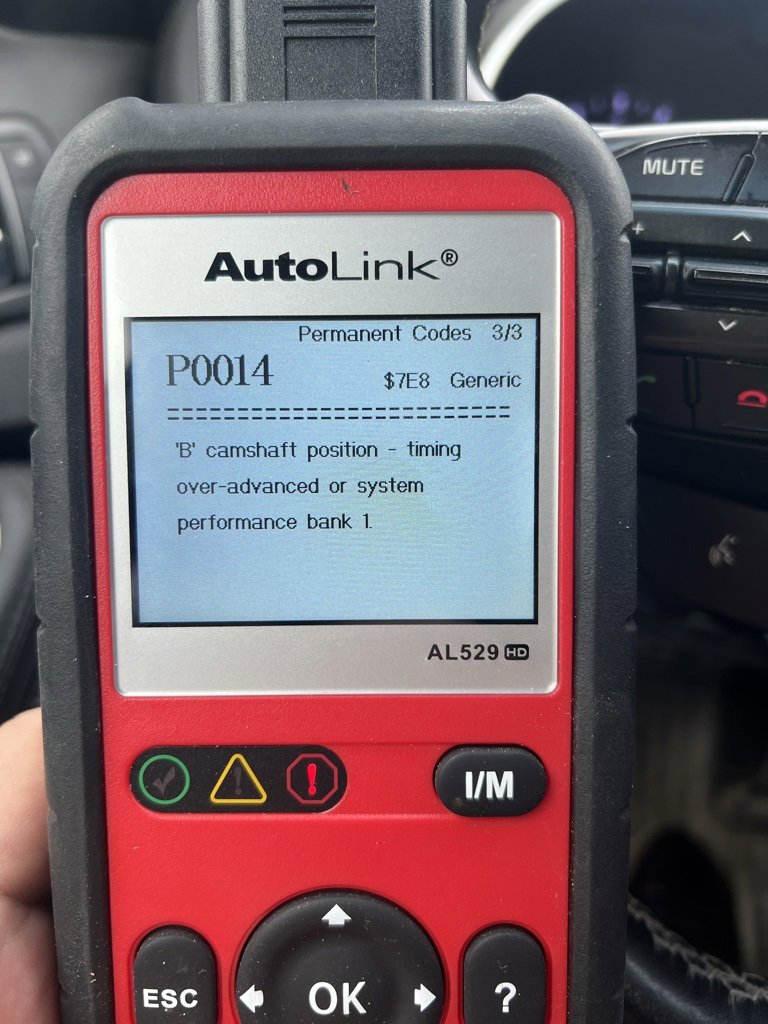 MUTE
AutoLink®
Permanent Codes 3/3
P0014 $7E8 Generic
=========================
'B' camshaft position - timing
over-advanced or system
performance bank 1.
AL529 HD
I/M
ESC OK ?